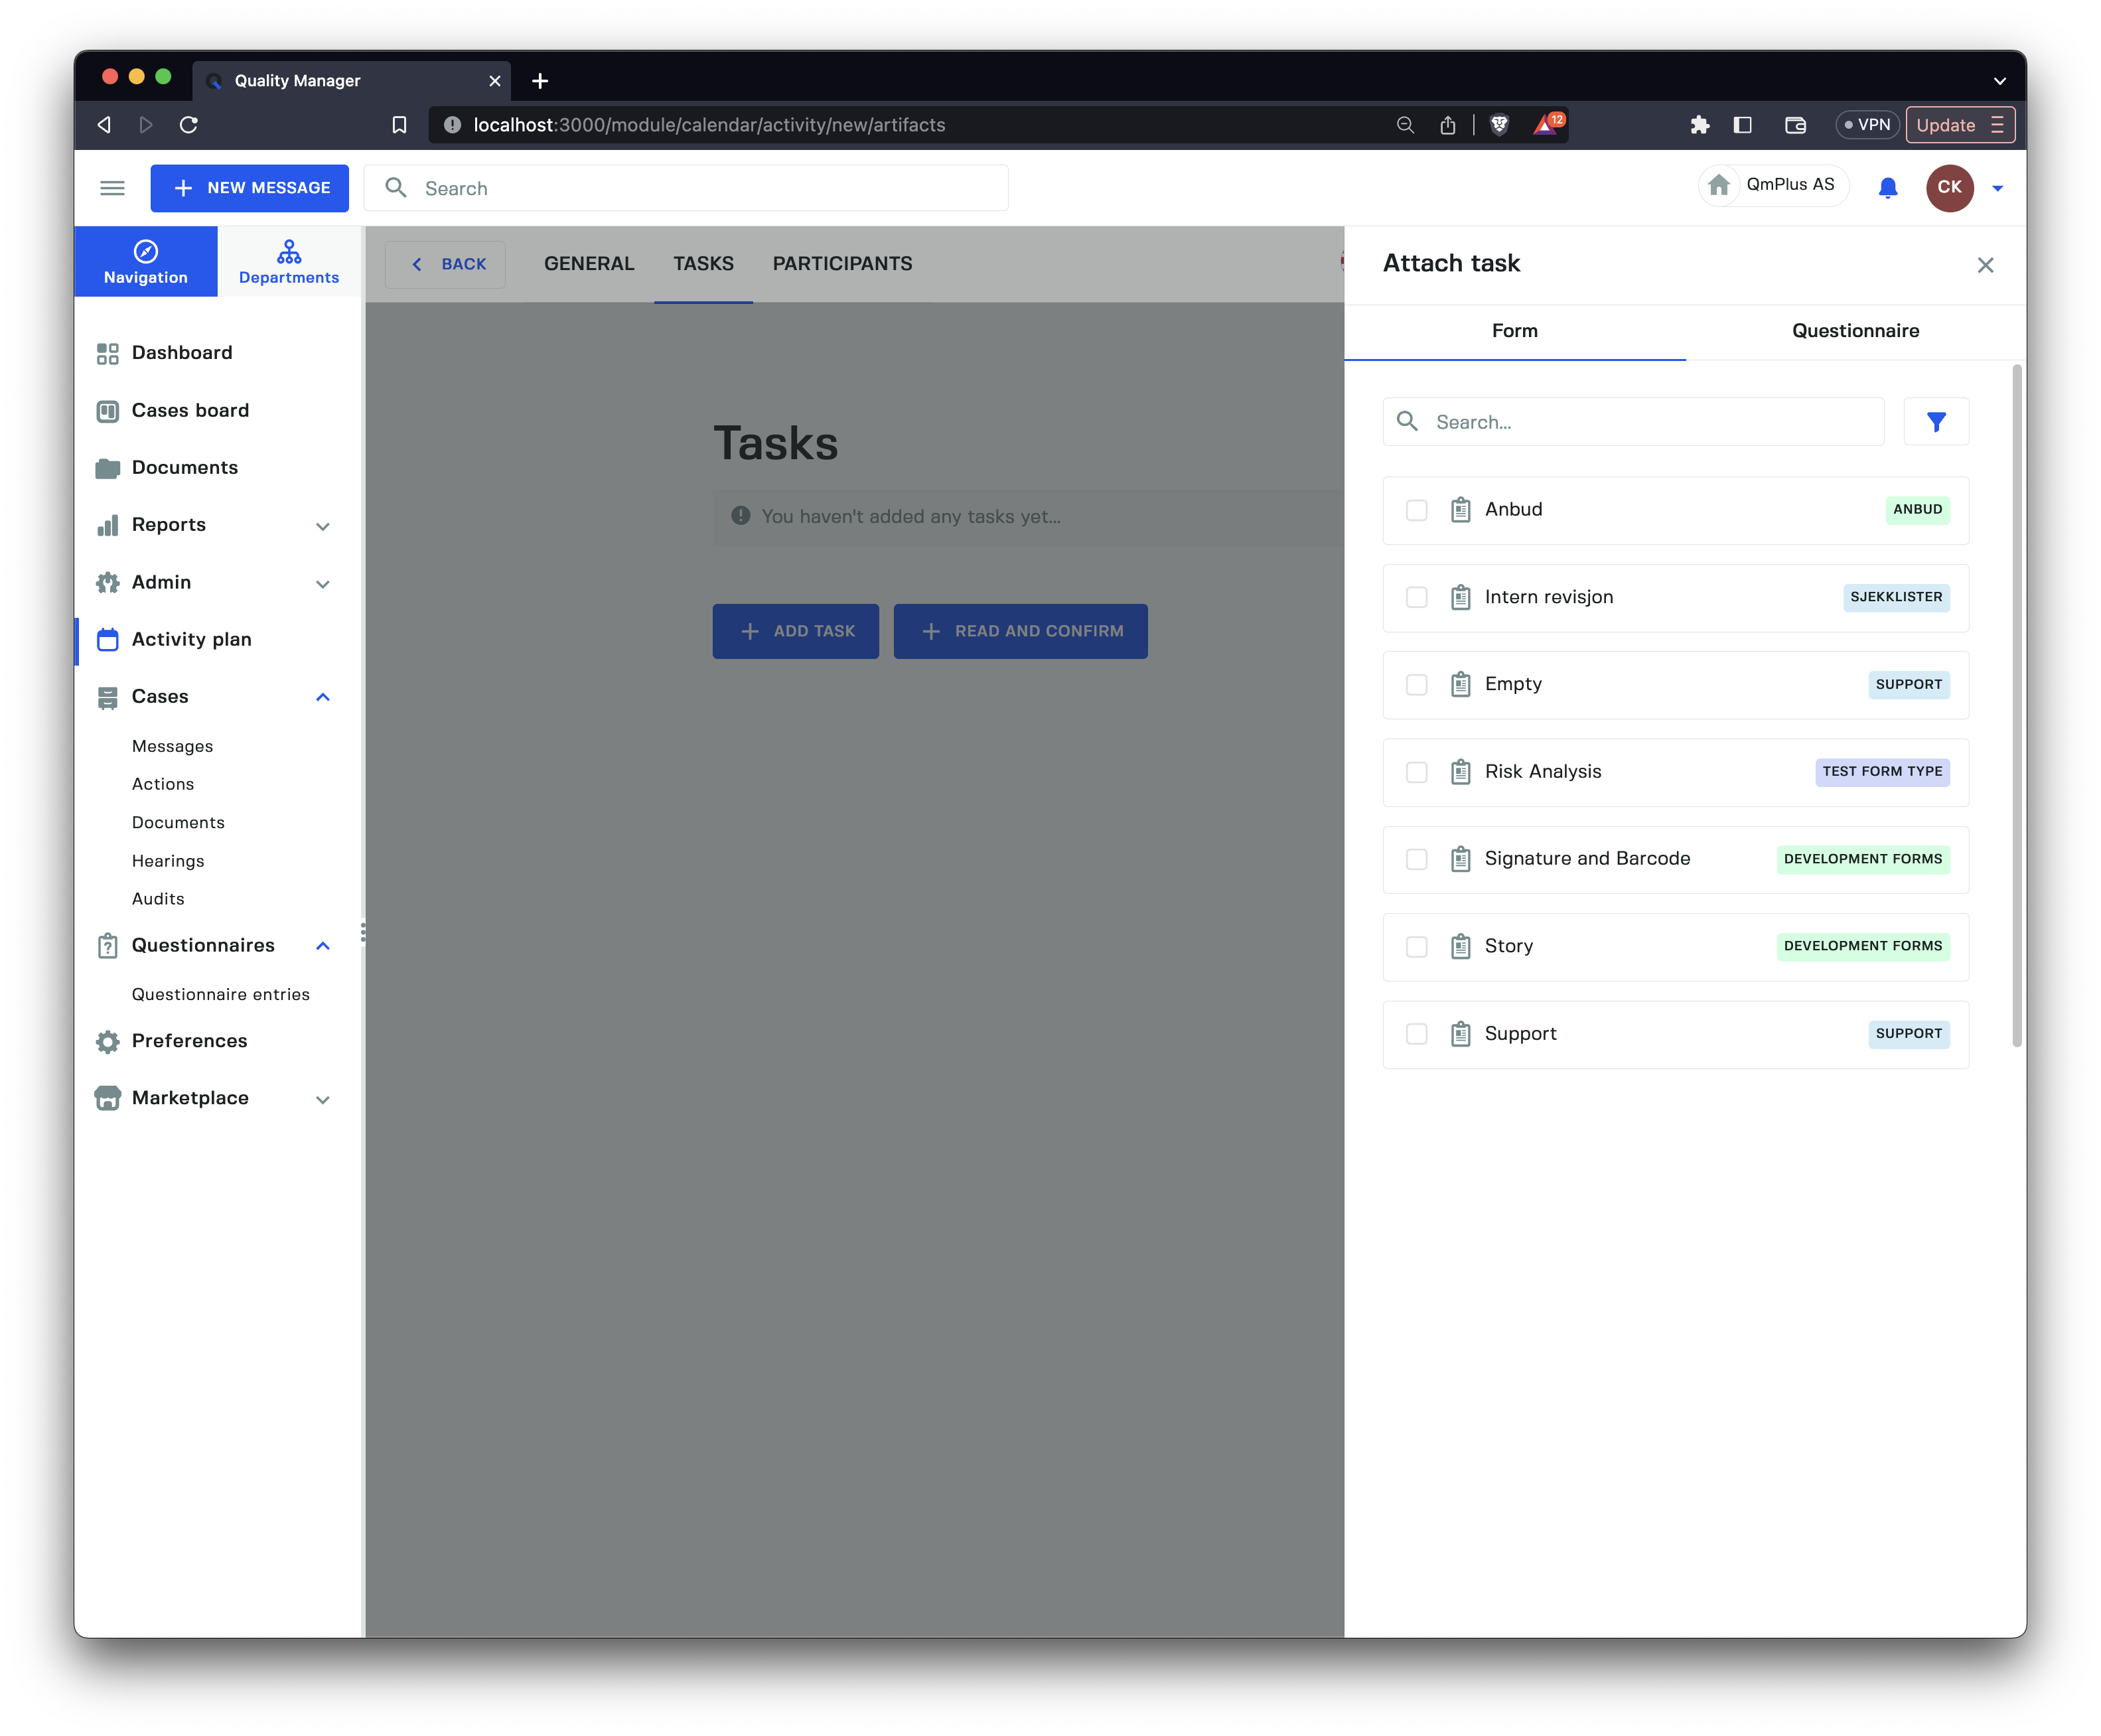 Quality Manager
localhost:3000/module/calendar/activity/new/artifacts
12
VPN
Update
NEW MESSAGE
Search
QmPlus AS
CK
Navigation
Departments
Dashboard
Cases board
Documents
Reports
Admin
Activity plan
Cases
Messages
Actions
Documents
Hearings
Audits
Questionnaires
Questionnaire entries
Preferences
Marketplace
BACK
GENERAL
TASKS
PARTICIPANTS
Tasks
You haven't added any tasks yet...
ADD TASK
READ AND CONFIRM
Attach task
Form
Questionnaire
Search...
Anbud ANBUD
Intern revisjon SJEKKLISTER
Empty SUPPORT
Risk Analysis TEST FORM TYPE
Signature and Barcode DEVELOPMENT FORMS
Story DEVELOPMENT FORMS
Support SUPPORT